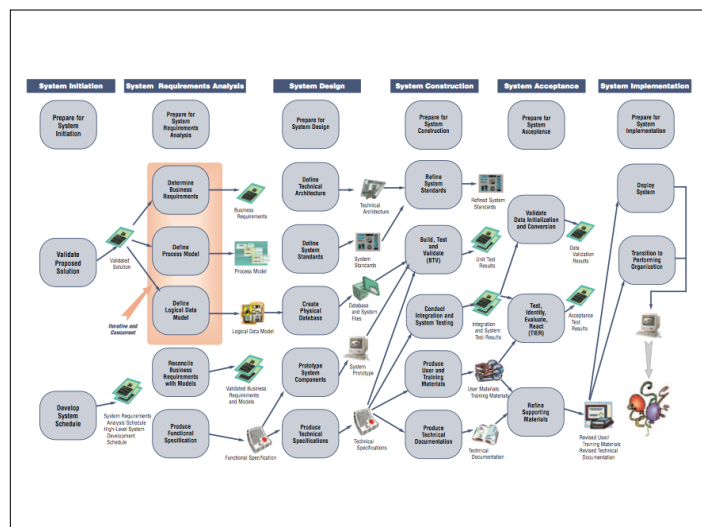 System Initiation
System Requirements Analysis
System Design
System Construction
System Acceptance
System Implementation
Prepare for
System
Initiation
Prepare for
System
Requirements
Analysis
Prepare for
System Design
Prepare for
System
Construction
Prepare for
System
Acceptance
Prepare for
System
Implementation
Determine
Business
Requirements
Business
Requirements
Define
Technical
Architecture
Technical
Architecture
Refine
System
Standards
Refined System
Standards
Deploy
System
Validate
Data Initialization
and Conversion
Data
Validation
Results
Validate
Proposed
Solution
Validated
Solution
Define
Process Model
Process Model
Define
System
Standards
System
Standards
Build, Test
and
Validate
(BTV)
Unit Test
Results
Transition to
Performing
Organization
Define
Logical Data
Model
Logical Data Model
Iterative and
Concurrent
Create
Physical
Database
Database
and System
Files
Conduct
Integration and
System Testing
Integration
and System
Test Results
Test,
Identify,
Evaluate,
React
(TIER)
Acceptance
Test
Results
Reconcile
Business
Requirements
with Models
Validated Business
Requirements
and Models
Prototype
System
Components
System
Prototype
Produce
User and
Training
Materials
User Materials
Training Materials
Develop
System
Schedule
System Requirements
Analysis Schedule
High-Level System
Development
Schedule
Produce
Functional
Specification
Functional Specification
Produce
Technical
Specifications
Technical
Specifications
Produce
Technical
Documentation
Technical
Documentation
Refine
Supporting
Materials
Revised User/
Training Materials
Revised Technical
Documentation